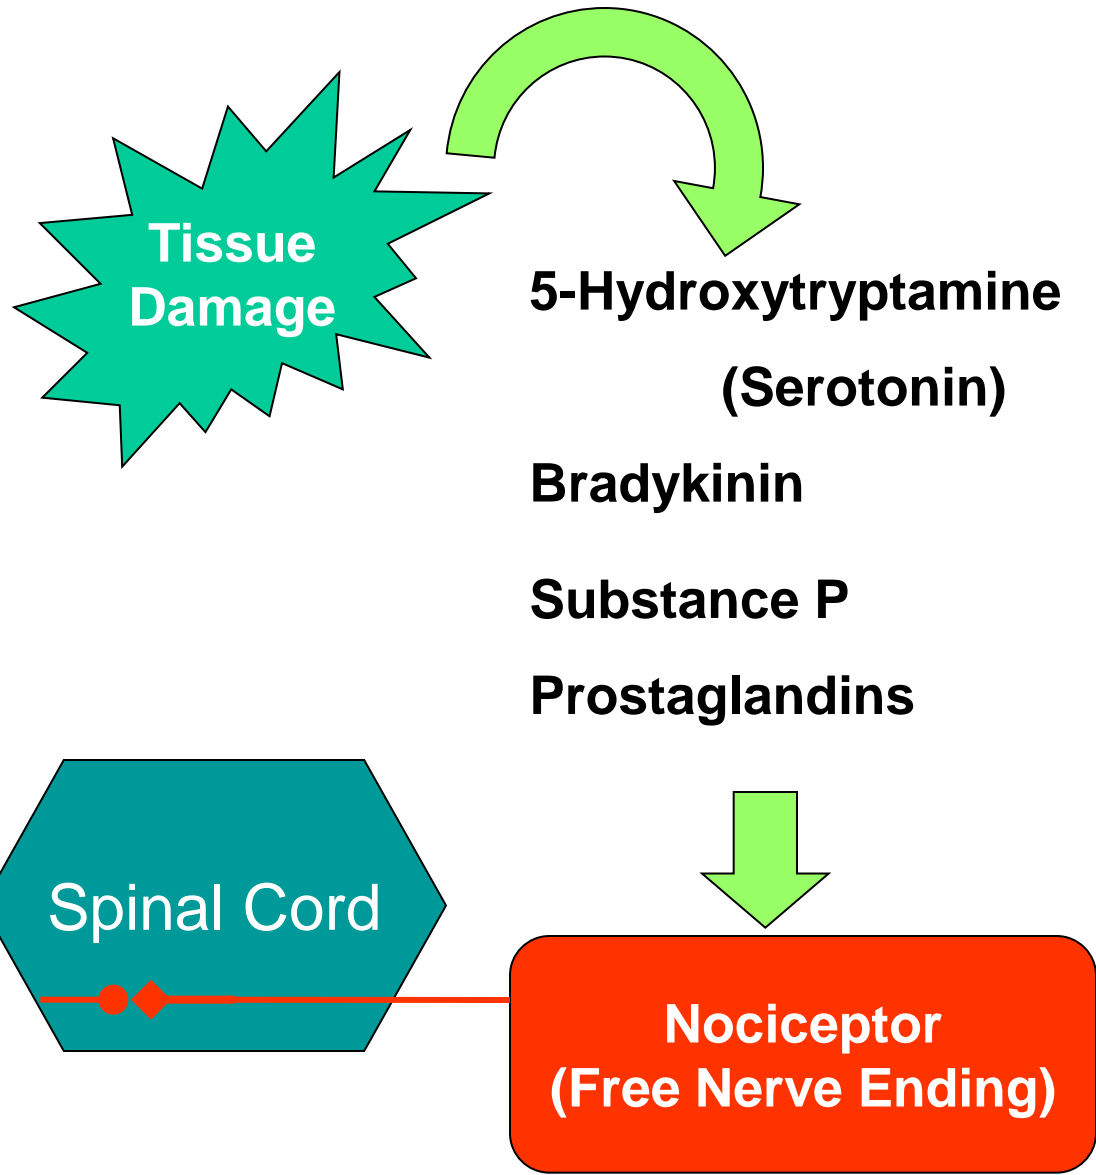 Tissue
Damage
5-Hydroxytryptamine
(Serotonin)
Bradykinin
Substance P
Prostaglandins
Spinal Cord
Nociceptor
(Free Nerve Ending)